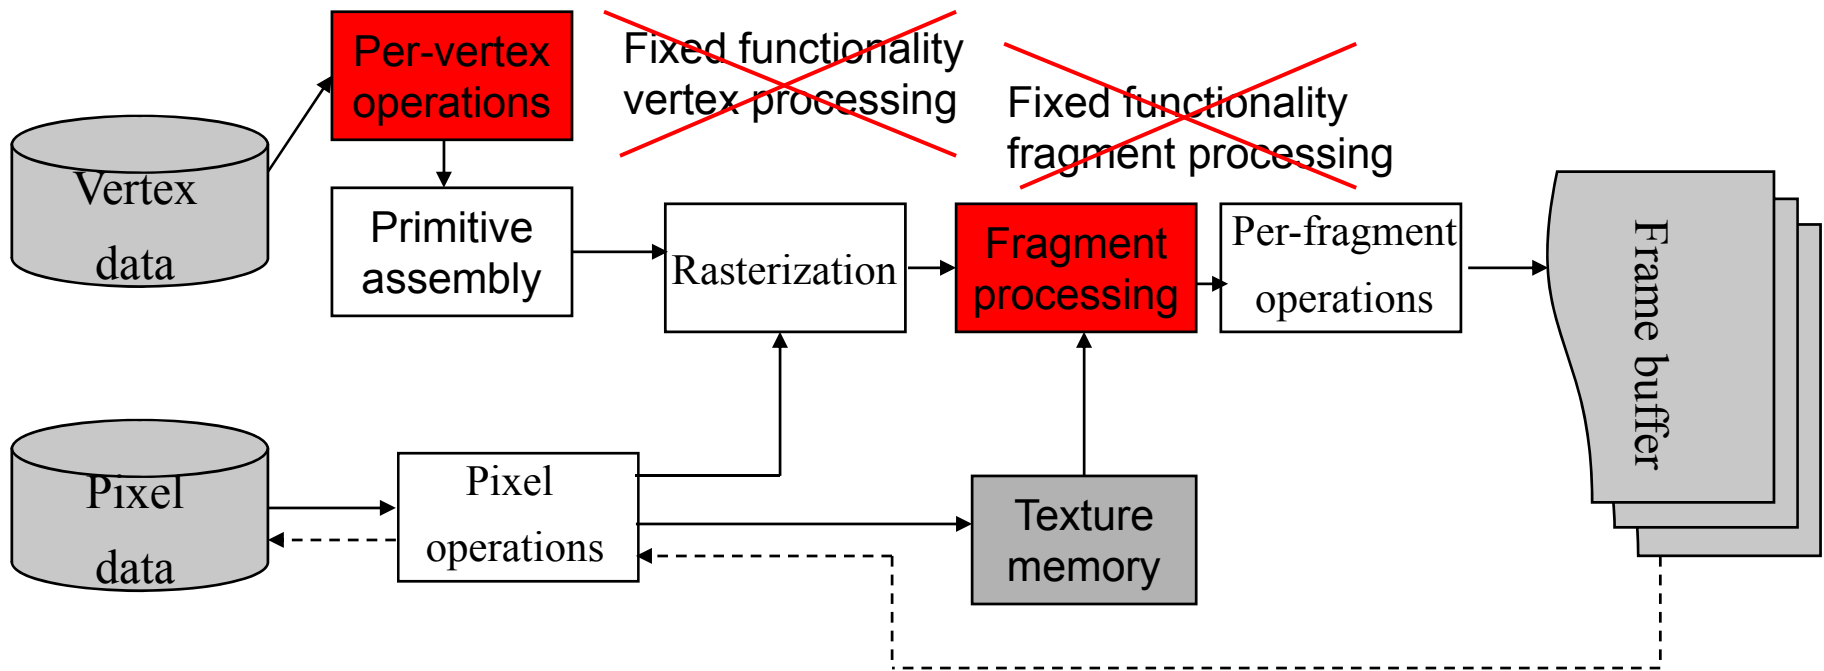 Per-vertex
operations
Fixed functionality
vertex processing
Fixed functionality
fragment processing
Vertex
data
Primitive
assembly
Rasterization
Fragment
processing
Per-fragment
operations
Frame buffer
Pixel
data
Pixel
operations
Texture
memory